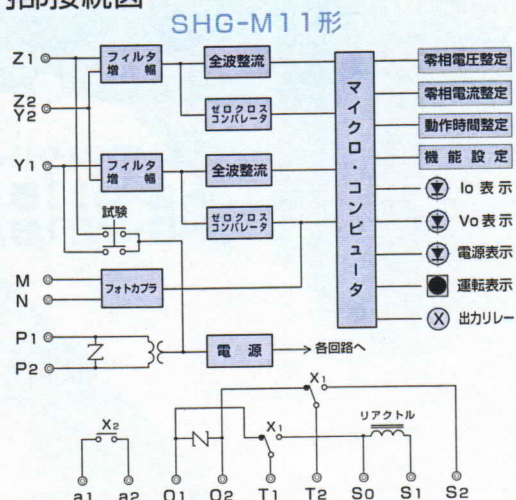 SHG-M11形
Z1
フィルタ
増 幅
全波整流
零相電圧整定
Z2
Y2
ゼロクロス
コンパレータ
マイクロ・コンピュータ
零相電流整定
動作時間整定
Y1
フィルタ
増 幅
全波整流
機能設定
試験
ゼロクロス
コンパレータ
Io 表示
Vo表示
M
N
フォトカプラ
電源表示
運転表示
X
出力リレー
P1
P2
電 源
各回路へ
X2
X1
X1
リアクトル
a1
a2
O1
O2
T1
T2
S0
S1
S2